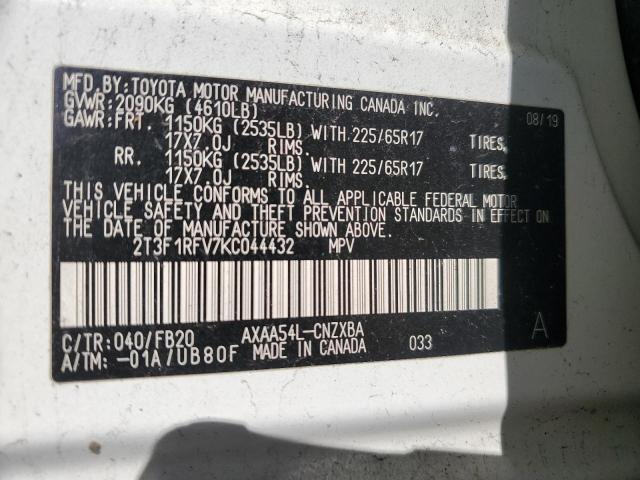 MFD.BY:TOYOTA MOTOR MANUFACTURING CANADA INC.
GVWR:2090KG (4610LB) 08/19
GAWR:FRT. 1150KG (2535LB) WITH 225/65R17 TIRES,
17X7.0J RIMS.
RR. 1150KG (2535LB) WITH 225/65R17 TIRES,
17X7.0J RIMS.
THIS VEHICLE CONFORMS TO ALL APPLICABLE FEDERAL MOTOR
VEHICLE SAFETY AND THEFT PREVENTION STANDARDS IN EFFECT ON
THE DATE OF MANUFACTURE SHOWN ABOVE.
2T3F1RFV7KC044432 MPV
C/TR:040/FB20 AXAA54L-CNZXBA A
A/TM:-01A/UB80F MADE IN CANADA 033